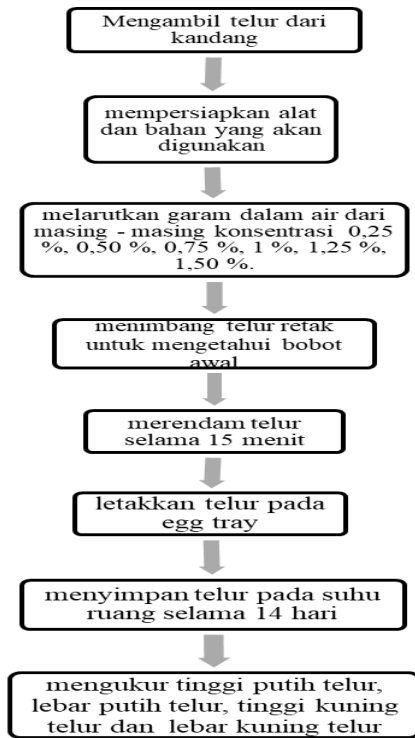 Mengambil telur dari
kandang
mempersiapkan alat
dan bahan yang akan
digunakan
melarutkan garam dalam air dari
masing - masing konsentrasi 0,25
%, 0,50 %, 0,75 %, 1 %, 1,25 %,
1,50 %.
menimbang telur retak
untuk mengetahui bobot
awal
merendam telur
selama 15 menit
letakkan telur pada
egg tray
menyimpan telur pada suhu
ruang selama 14 hari
mengukur tinggi putih telur,
lebar putih telur, tinggi kuning
telur dan lebar kuning telur